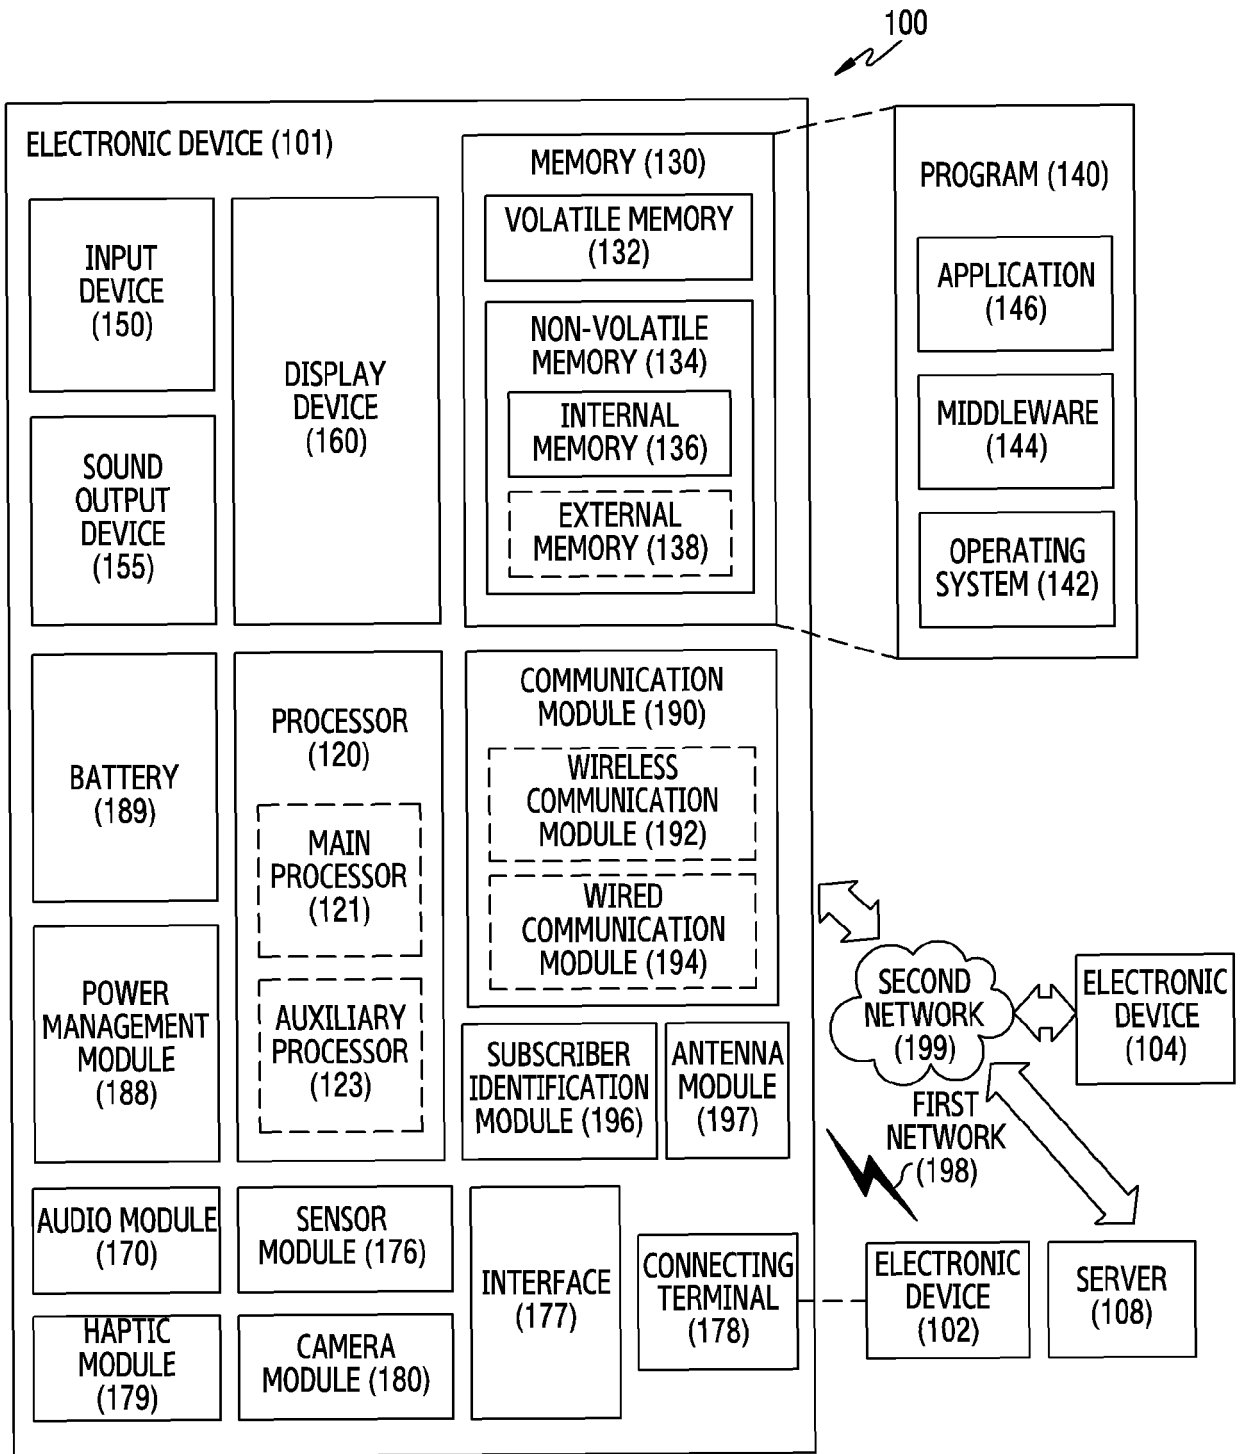 100
ELECTRONIC DEVICE (101)
INPUT
DEVICE
(150)
SOUND
OUTPUT
DEVICE
(155)
DISPLAY
DEVICE
(160)
MEMORY (130)
VOLATILE MEMORY
(132)
NON-VOLATILE
MEMORY (134)
INTERNAL
MEMORY (136)
EXTERNAL
MEMORY (138)
PROGRAM (140)
APPLICATION
(146)
MIDDLEWARE
(144)
OPERATING
SYSTEM (142)
BATTERY
(189)
POWER
MANAGEMENT
MODULE
(188)
PROCESSOR
(120)
MAIN
PROCESSOR
(121)
AUXILIARY
PROCESSOR
(123)
COMMUNICATION
MODULE (190)
WIRELESS
COMMUNICATION
MODULE (192)
WIRED
COMMUNICATION
MODULE (194)
SUBSCRIBER
IDENTIFICATION
MODULE (196)
ANTENNA
MODULE
(197)
SECOND
NETWORK
(199)
ELECTRONIC
DEVICE
(104)
FIRST
NETWORK
(198)
AUDIO MODULE
(170)
SENSOR
MODULE (176)
HAPTIC
MODULE
(179)
CAMERA
MODULE (180)
INTERFACE
(177)
CONNECTING
TERMINAL
(178)
ELECTRONIC
DEVICE
(102)
SERVER
(108)